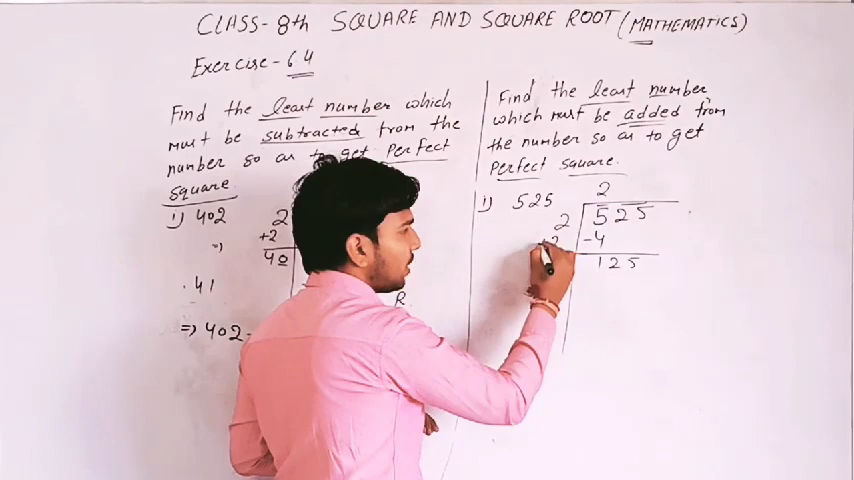 CLASS-8th SQUARE AND SQUARE ROOT (MATHEMATICS)
Exercise-6.4
Find the least number which
must be subtracted from the
number so as to get Perfect
square.
i) 402
2
+2
40
⇒
41
⇒ 402-
R
Find the least number
which must be added from
the number so as to get
Perfect square.
i) 525
2
2
525
2
-4
125